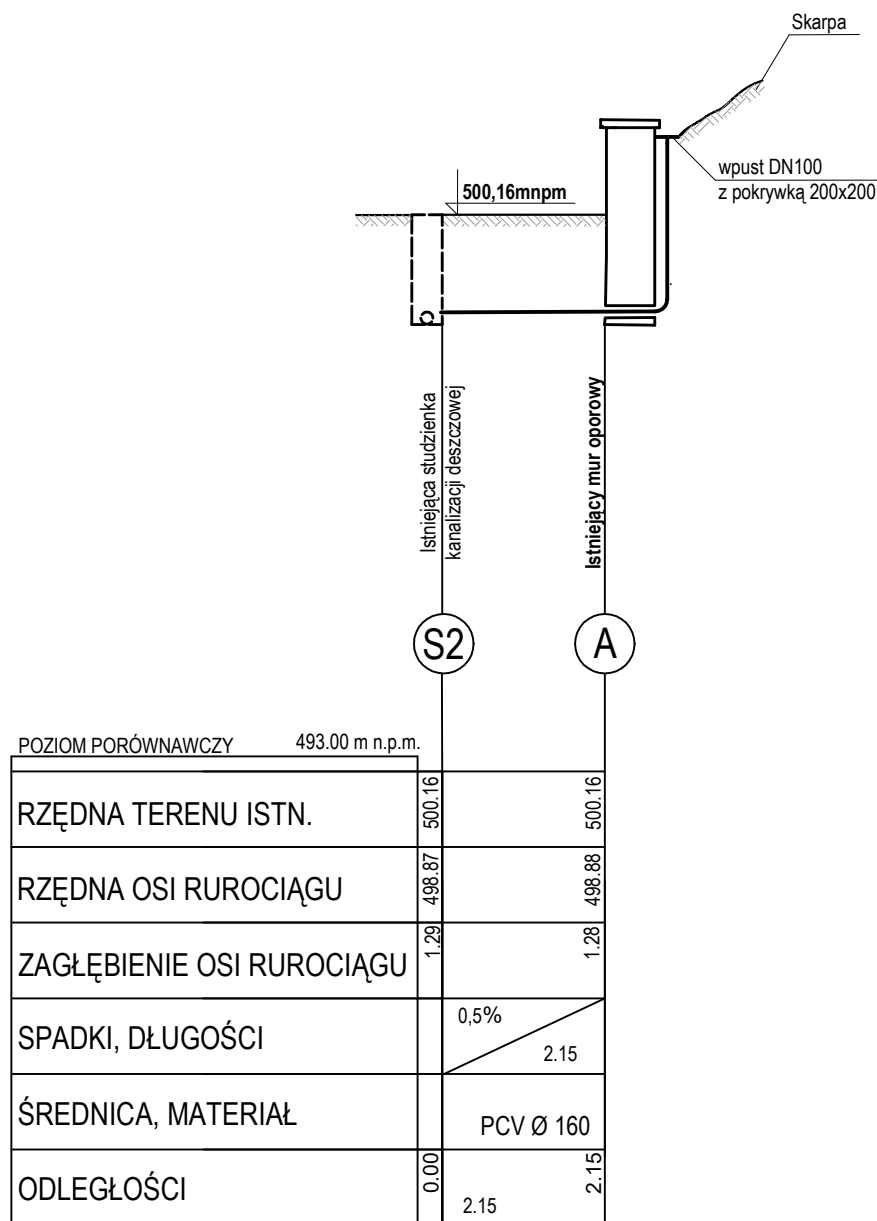 Skarpa
wpust DN100
z pokrywką 200x200
500,16mnpm
Istniejąca studzienka
kanalizacji deszczowej
Istniejący mur oporowy
S2
A
POZIOM PORÓWNAWCZY 493.00 m n.p.m.
RZĘDNA TERENU ISTN. 500.16 500.16
RZĘDNA OSI RUROCIĄGU 498.87 498.88
ZAGŁĘBIENIE OSI RUROCIĄGU 1.29 1.28
SPADKI, DŁUGOŚCI 0,5% 2.15
ŚREDNICA, MATERIAŁ PCV Ø 160
ODLEGŁOŚCI 0.00 2.15 2.15